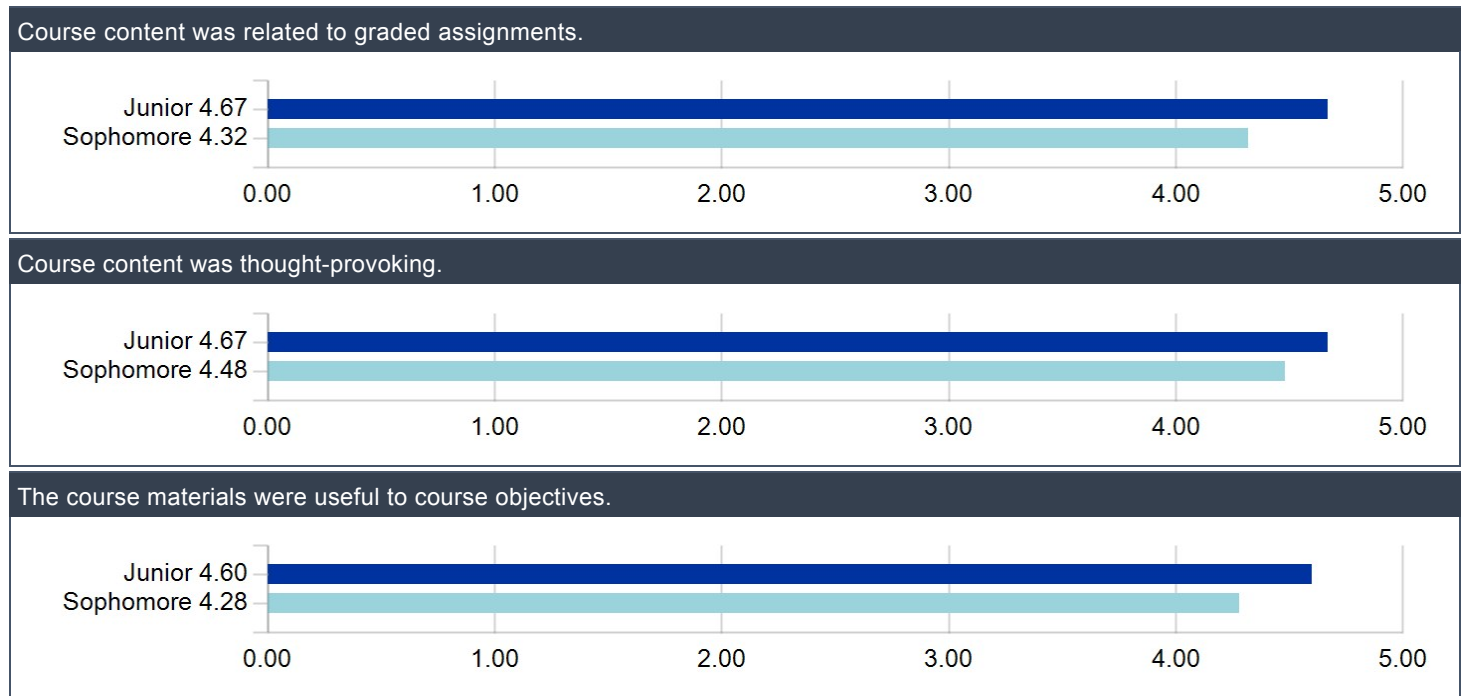 Course content was related to graded assignments.
Junior 4.67
Sophomore 4.32
0.00 1.00 2.00 3.00 4.00 5.00
Course content was thought-provoking.
Junior 4.67
Sophomore 4.48
0.00 1.00 2.00 3.00 4.00 5.00
The course materials were useful to course objectives.
Junior 4.60
Sophomore 4.28
0.00 1.00 2.00 3.00 4.00 5.00